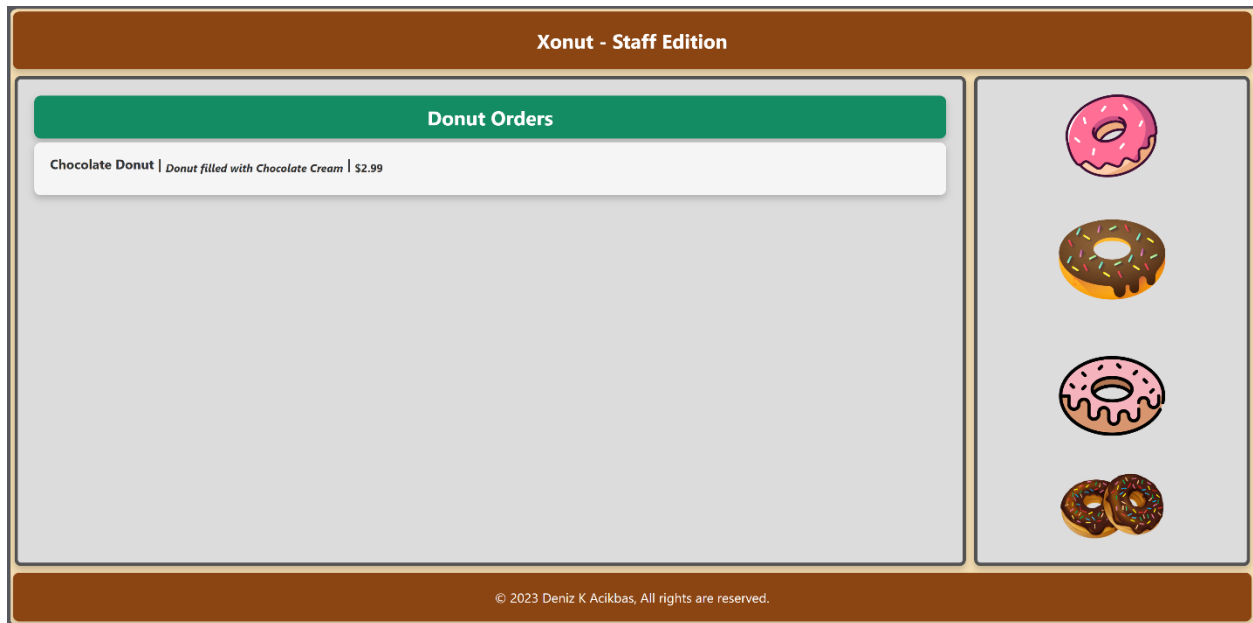 Xonut - Staff Edition
Donut Orders
Chocolate Donut | Donut filled with Chocolate Cream | $2.99
© 2023 Deniz K Acikbas, All rights are reserved.